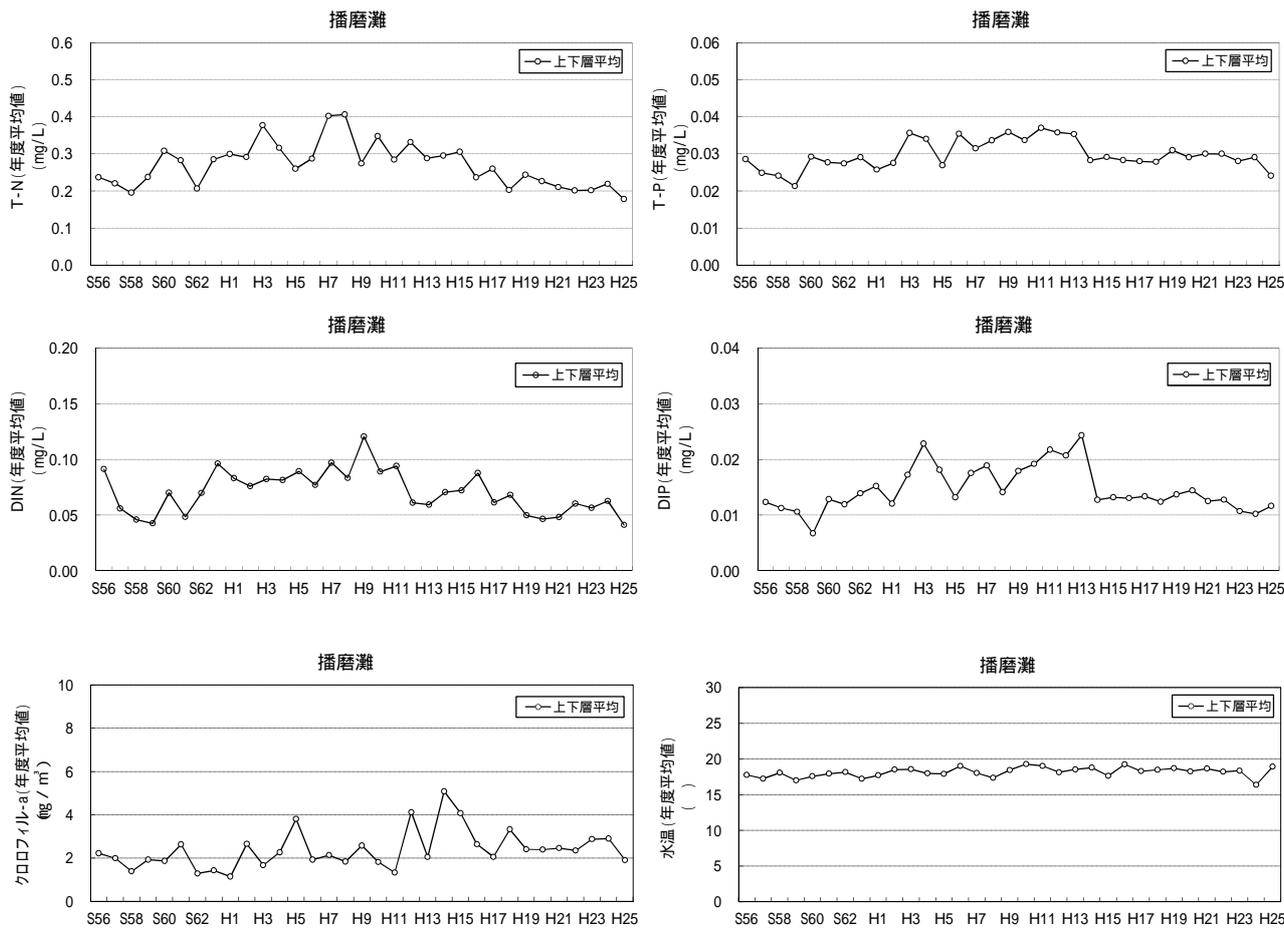 播磨灘
T-N(年度平均値)
(mg/L)
0.6
0.5
0.4
0.3
0.2
0.1
0.0
上下層平均
S56 S58 S60 S62 H1 H3 H5 H7 H9 H11 H13 H15 H17 H19 H21 H23 H25
播磨灘
T-P(年度平均値)
(mg/L)
0.06
0.05
0.04
0.03
0.02
0.01
0.00
上下層平均
S56 S58 S60 S62 H1 H3 H5 H7 H9 H11 H13 H15 H17 H19 H21 H23 H25
播磨灘
DIN(年度平均値)
(mg/L)
0.20
0.15
0.10
0.05
0.00
上下層平均
S56 S58 S60 S62 H1 H3 H5 H7 H9 H11 H13 H15 H17 H19 H21 H23 H25
播磨灘
DIP(年度平均値)
(mg/L)
0.04
0.03
0.02
0.01
0.00
上下層平均
S56 S58 S60 S62 H1 H3 H5 H7 H9 H11 H13 H15 H17 H19 H21 H23 H25
播磨灘
クロロフィル-a(年度平均値)
(mg/㎥)
10
8
6
4
2
0
上下層平均
S56 S58 S60 S62 H1 H3 H5 H7 H9 H11 H13 H15 H17 H19 H21 H23 H25
播磨灘
水温(年度平均値)
( )
30
25
20
15
10
5
0
上下層平均
S56 S58 S60 S62 H1 H3 H5 H7 H9 H11 H13 H15 H17 H19 H21 H23 H25